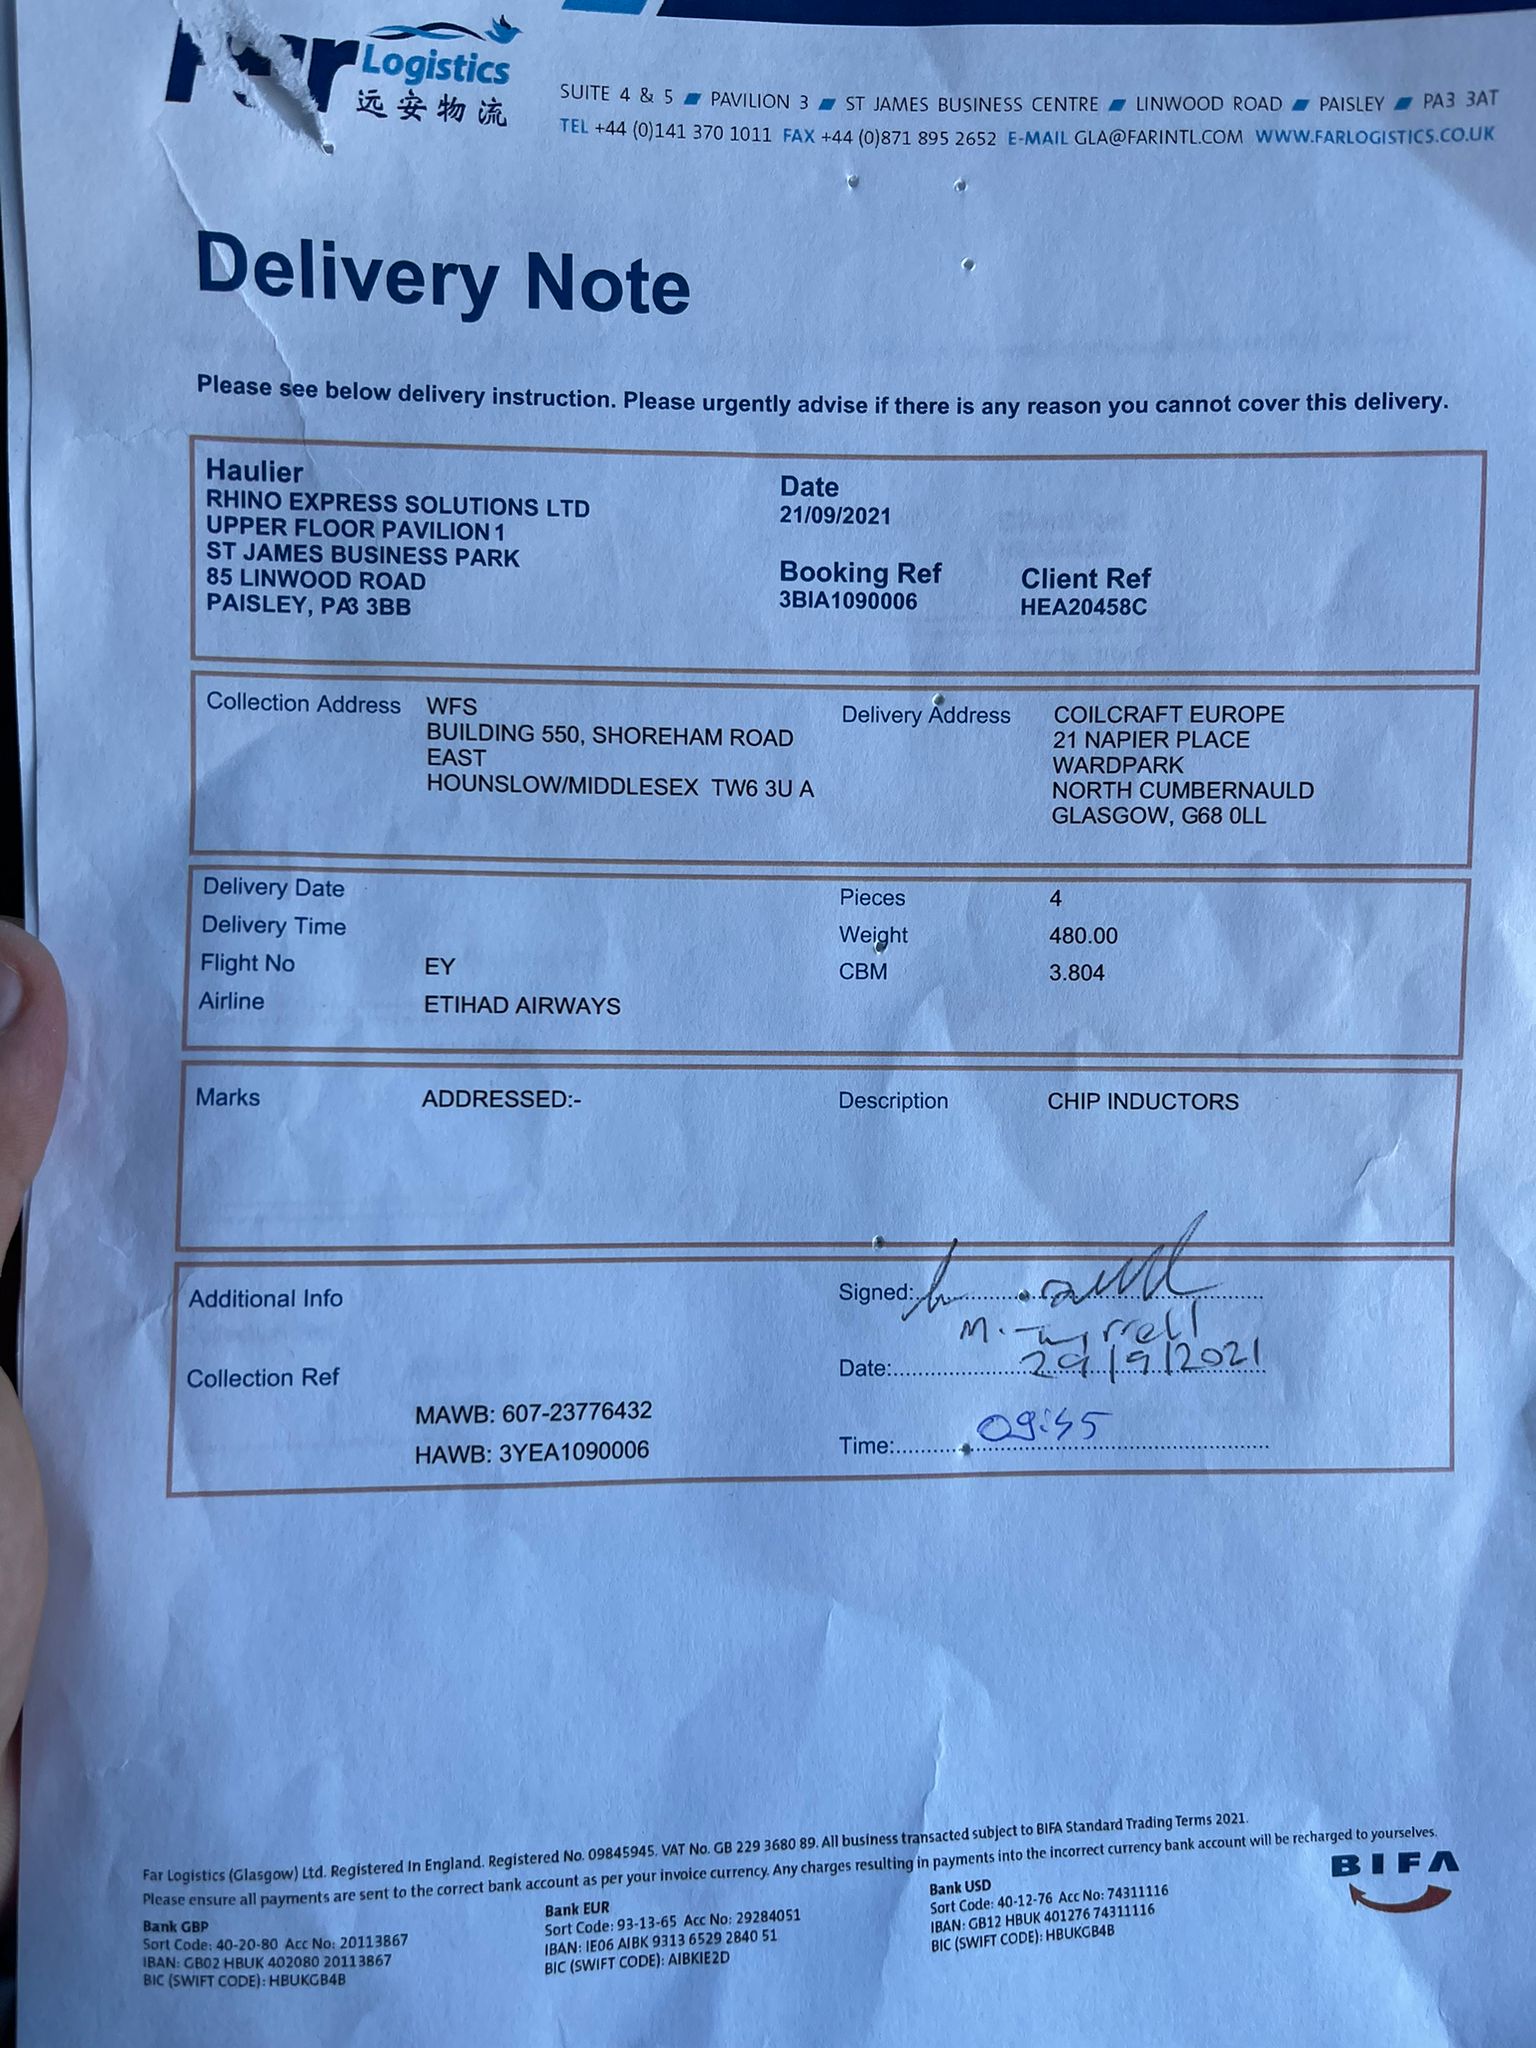 Far Logistics
远安物流
SUITE 4 & 5 PAVILION 3 ST JAMES BUSINESS CENTRE LINWOOD ROAD PAISLEY PA3 3AT
TEL +44 (0)141 370 1011 FAX +44 (0)871 895 2652 E-MAIL GLA@FARINTL.COM WWW.FARLOGISTICS.CO.UK
Delivery Note
Please see below delivery instruction. Please urgently advise if there is any reason you cannot cover this delivery.
Haulier
RHINO EXPRESS SOLUTIONS LTD
UPPER FLOOR PAVILION 1
ST JAMES BUSINESS PARK
85 LINWOOD ROAD
PAISLEY, PA3 3BB
Date
21/09/2021
Booking Ref Client Ref
3BIA1090006 HEA20458C
Collection Address WFS
BUILDING 550, SHOREHAM ROAD
EAST
HOUNSLOW/MIDDLESEX TW6 3U A
Delivery Address COILCRAFT EUROPE
21 NAPIER PLACE
WARDPARK
NORTH CUMBERNAULD
GLASGOW, G68 0LL
Delivery Date
Delivery Time
Flight No EY
Airline ETIHAD AIRWAYS
Pieces 4
Weight 480.00
CBM 3.804
Marks ADDRESSED:-
Description CHIP INDUCTORS
Additional Info
Collection Ref
MAWB: 607-23776432
HAWB: 3YEA1090006
Signed:
M. Tyrrell
Date: 29/9/2021
Time: 09:45
Far Logistics (Glasgow) Ltd. Registered In England. Registered No. 09845945. VAT No. GB 229 3680 89. All business transacted subject to BIFA Standard Trading Terms 2021.
Please ensure all payments are sent to the correct bank account as per your invoice currency. Any charges resulting in payments into the incorrect currency bank account will be recharged to yourselves.
Bank GBP
Sort Code: 40-20-80 Acc No: 20113867
IBAN: GB02 HBUK 402080 20113867
BIC (SWIFT CODE): HBUKGB4B
Bank EUR
Sort Code: 93-13-65 Acc No: 29284051
IBAN: IE06 AIBK 9313 6529 2840 51
BIC (SWIFT CODE): AIBKIE2D
Bank USD
Sort Code: 40-12-76 Acc No: 74311116
IBAN: GB12 HBUK 401276 74311116
BIC (SWIFT CODE): HBUKGB4B
BIFA